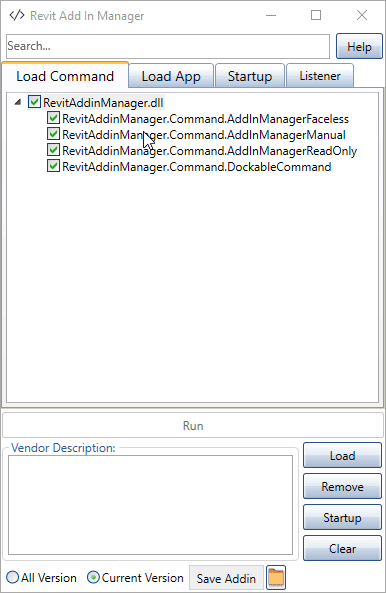 Revit Add In Manager
Search...
Help
Load Command Load App Startup Listener
RevitAddinManager.dll
RevitAddinManager.Command.AddInManagerFaceless
RevitAddinManager.Command.AddInManagerManual
RevitAddinManager.Command.AddInManagerReadOnly
RevitAddinManager.Command.DockableCommand
Run
Vendor Description:
Load
Remove
Startup
Clear
All Version Current Version Save Addin